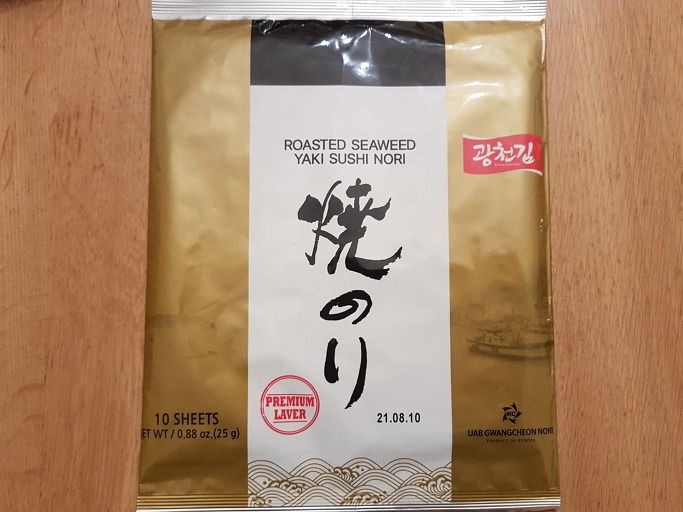 ROASTED SEAWEED
YAKI SUSHI NORI
광천김
焼のり
PREMIUM
LAVER
21.08.10
10 SHEETS
ET WT / 0.88 oz.(25 g)
KC
UAB GWANGCHEON NORI
PRODUCT OF EUROPE